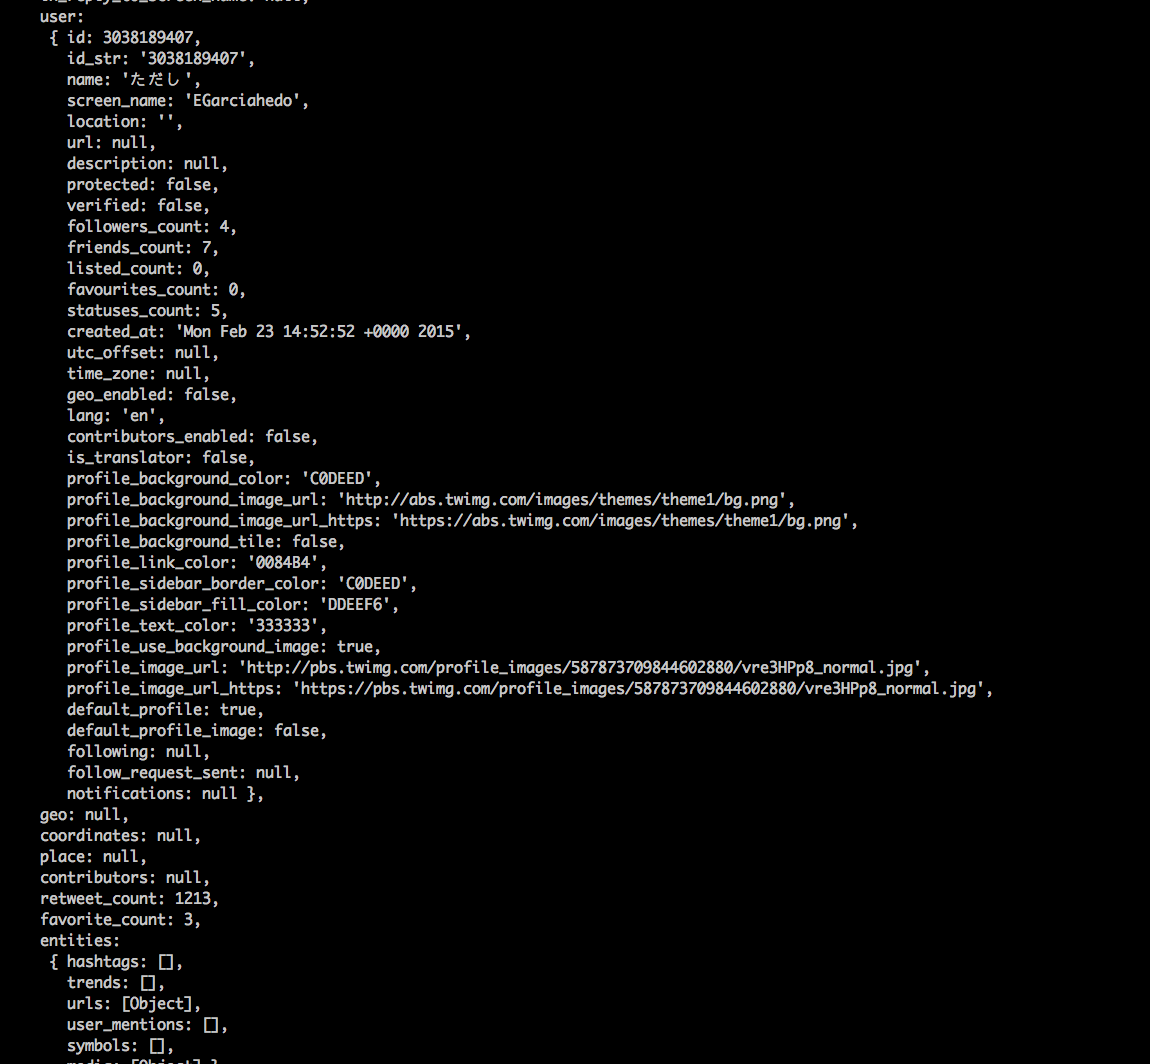 in_reply_to_screen_name: null,
user:
{ id: 3038189407,
id_str: '3038189407',
name: 'ただし',
screen_name: 'EGarciahedo',
location: '',
url: null,
description: null,
protected: false,
verified: false,
followers_count: 4,
friends_count: 7,
listed_count: 0,
favourites_count: 0,
statuses_count: 5,
created_at: 'Mon Feb 23 14:52:52 +0000 2015',
utc_offset: null,
time_zone: null,
geo_enabled: false,
lang: 'en',
contributors_enabled: false,
is_translator: false,
profile_background_color: 'C0DEED',
profile_background_image_url: 'http://abs.twimg.com/images/themes/theme1/bg.png',
profile_background_image_url_https: 'https://abs.twimg.com/images/themes/theme1/bg.png',
profile_background_tile: false,
profile_link_color: '0084B4',
profile_sidebar_border_color: 'C0DEED',
profile_sidebar_fill_color: 'DDEEF6',
profile_text_color: '333333',
profile_use_background_image: true,
profile_image_url: 'http://pbs.twimg.com/profile_images/587873709844602880/vre3HPp8_normal.jpg',
profile_image_url_https: 'https://pbs.twimg.com/profile_images/587873709844602880/vre3HPp8_normal.jpg',
default_profile: true,
default_profile_image: false,
following: null,
follow_request_sent: null,
notifications: null },
geo: null,
coordinates: null,
place: null,
contributors: null,
retweet_count: 1213,
favorite_count: 3,
entities:
{ hashtags: [],
trends: [],
urls: [Object],
user_mentions: [],
symbols: [],
media: [Object] },